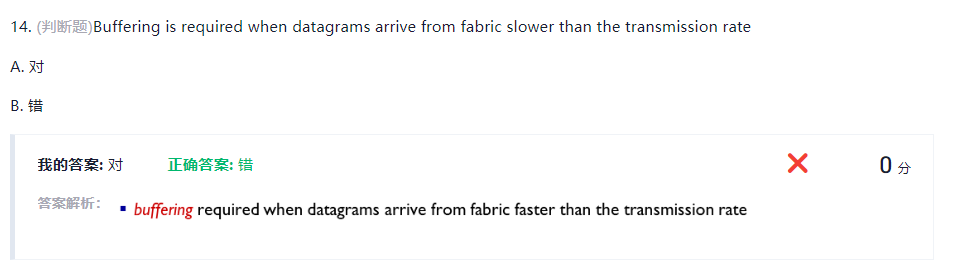 14. (判断题)Buffering is required when datagrams arrive from fabric slower than the transmission rate
A. 对
B. 错
我的答案: 对 正确答案: 错 0 分
答案解析: ▪ buffering required when datagrams arrive from fabric faster than the transmission rate